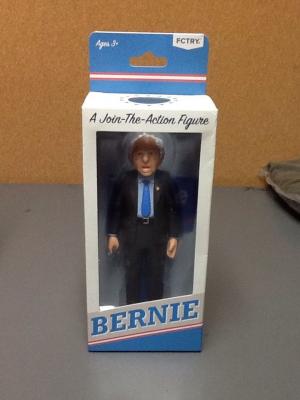 Ages 3+
FCTRY.
A Join-The-Action Figure
BERNIE